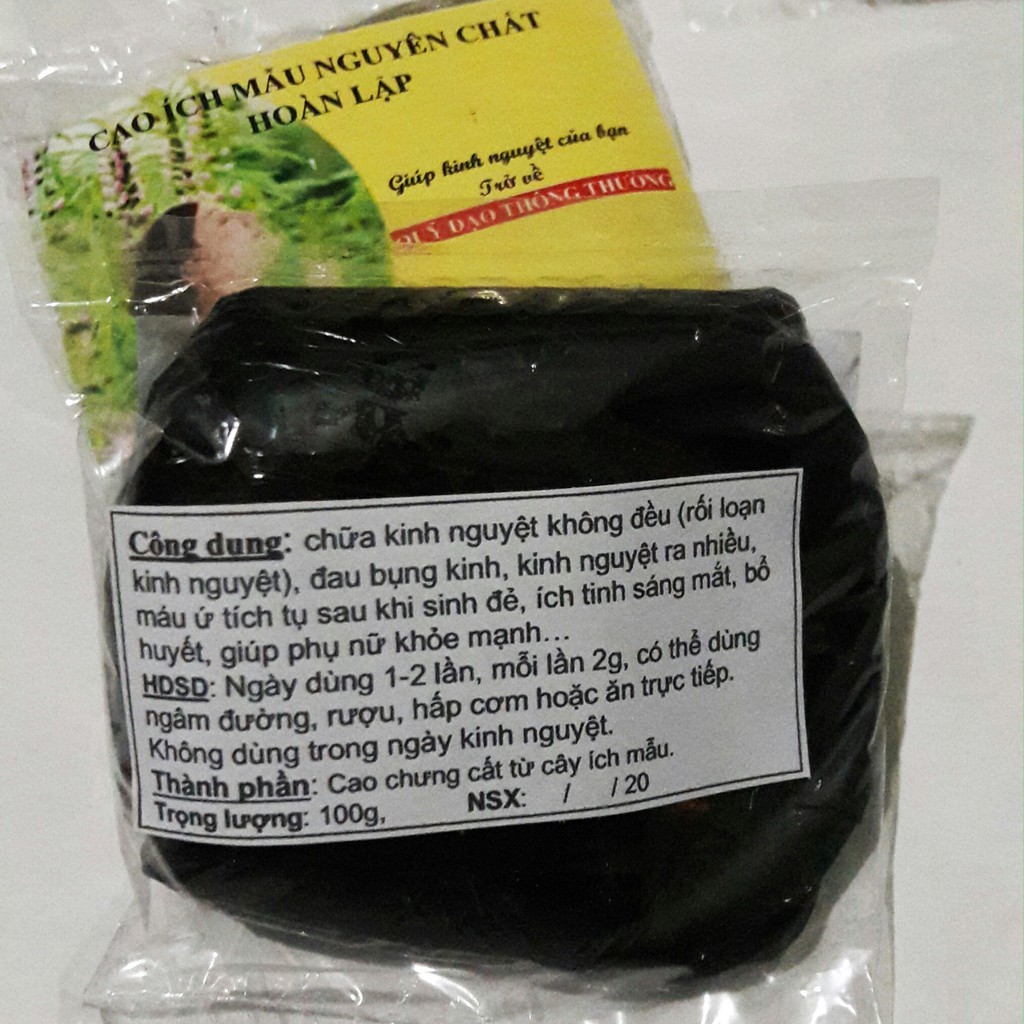 CAO ÍCH MẪU NGUYÊN CHẤT
HOÀN LẬP
Giúp kinh nguyệt của bạn
Trở về
QUỸ ĐẠO THÔNG THƯỜNG
Công dụng: chữa kinh nguyệt không đều (rối loạn
kinh nguyệt), đau bụng kinh, kinh nguyệt ra nhiều,
máu ứ tích tụ sau khi sinh đẻ, ích tinh sáng mắt, bổ
huyết, giúp phụ nữ khỏe mạnh...
HDSD: Ngày dùng 1-2 lần, mỗi lần 2g, có thể dùng
ngâm đường, rượu, hấp cơm hoặc ăn trực tiếp.
Không dùng trong ngày kinh nguyệt.
Thành phần: Cao chưng cất từ cây ích mẫu.
Trọng lượng: 100g, NSX: / / 20